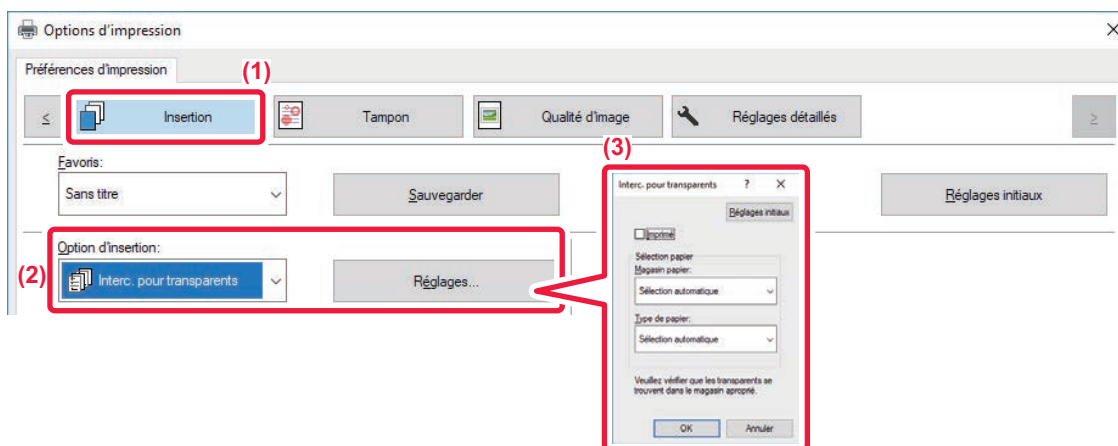 Options d'impression
Préférences d'impression
(1)
≤ Insertion Tampon Qualité d'image Réglages détaillés ≥
Favoris:
Sans titre Sauvegarder Réglages initiaux
(2)
Option d'insertion:
Interc. pour transparents Réglages...
(3)
Interc. pour transparents ? X
Réglages initiaux
Imprimé
Sélection papier
Magasin papier:
Sélection automatique
Type de papier:
Sélection automatique
Veuillez vérifier que les transparents se
trouvent dans le magasin aproprié.
OK Annuler